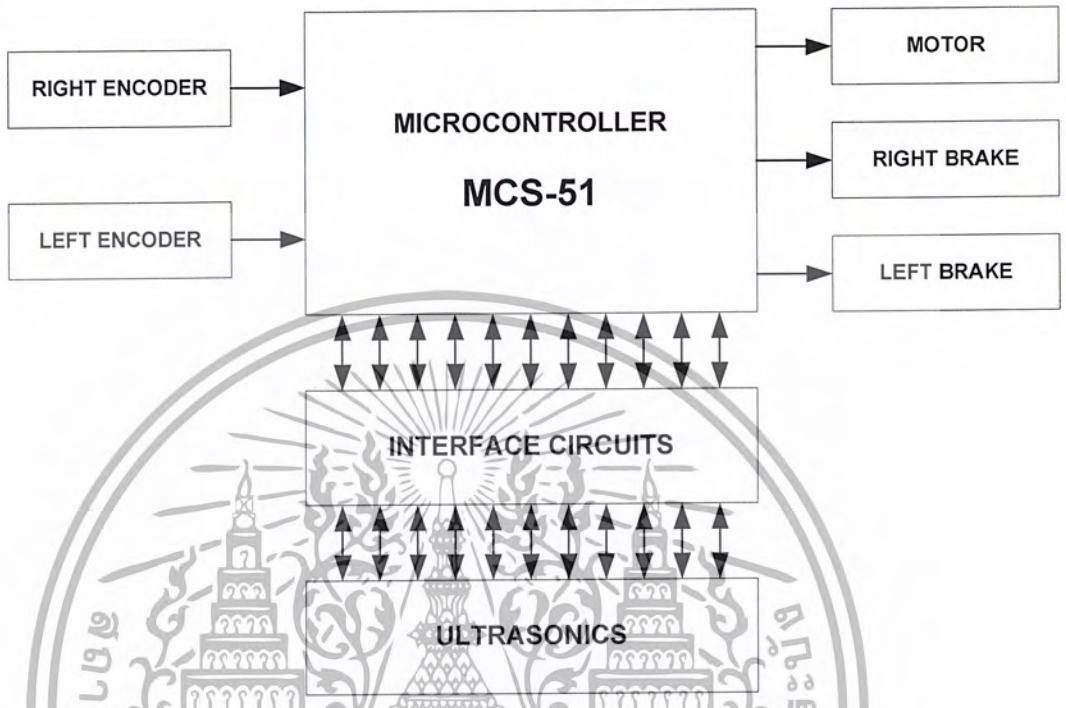 MOTOR
RIGHT ENCODER
MICROCONTROLLER
MCS-51
RIGHT BRAKE
LEFT ENCODER
LEFT BRAKE
INTERFACE CIRCUITS
ULTRASONICS